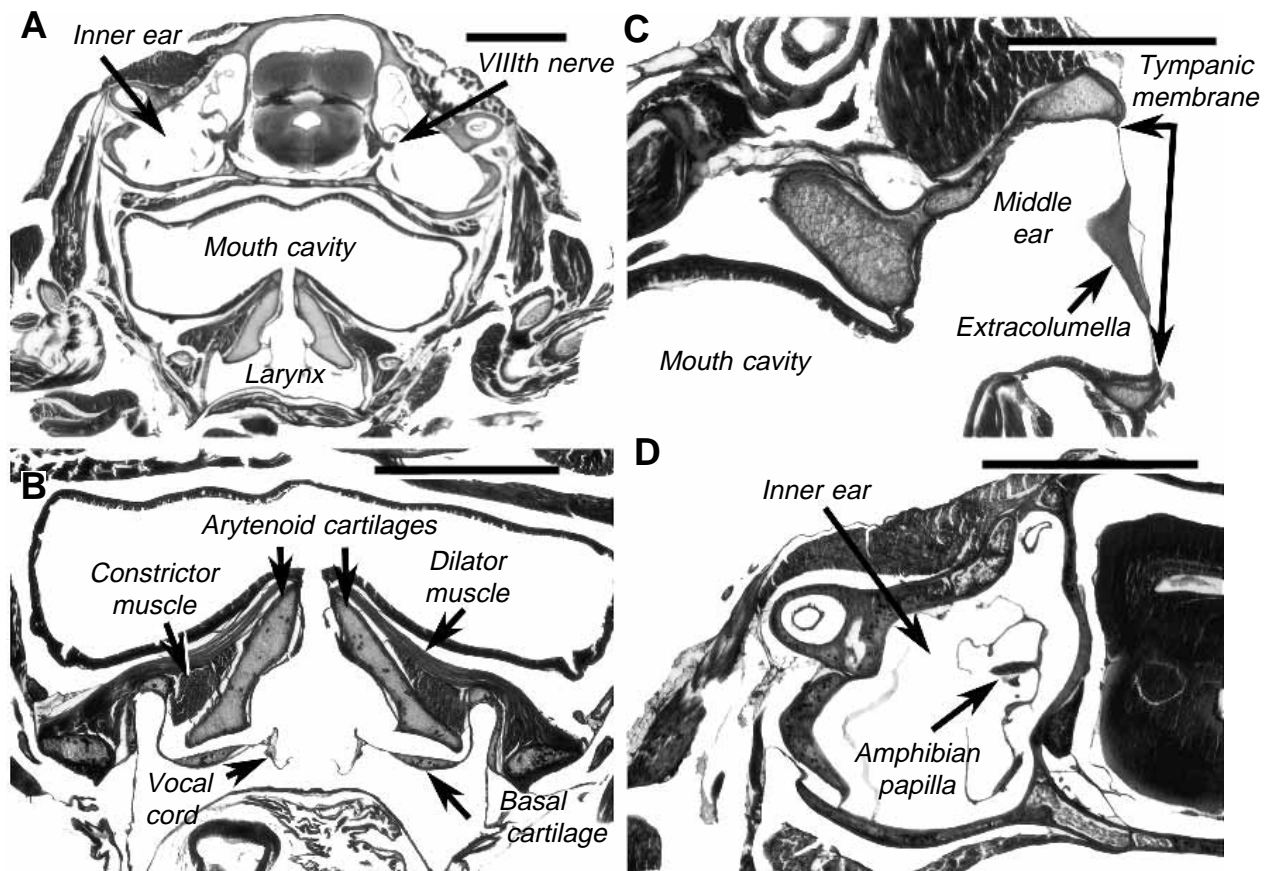 A
Inner ear
VIIIth nerve
Mouth cavity
Larynx
B
Arytenoid cartilages
Constrictor
muscle
Dilator
muscle
Vocal
cord
Basal
cartilage
C
Tympanic
membrane
Middle
ear
Extracolumella
Mouth cavity
D
Inner ear
Amphibian
papilla